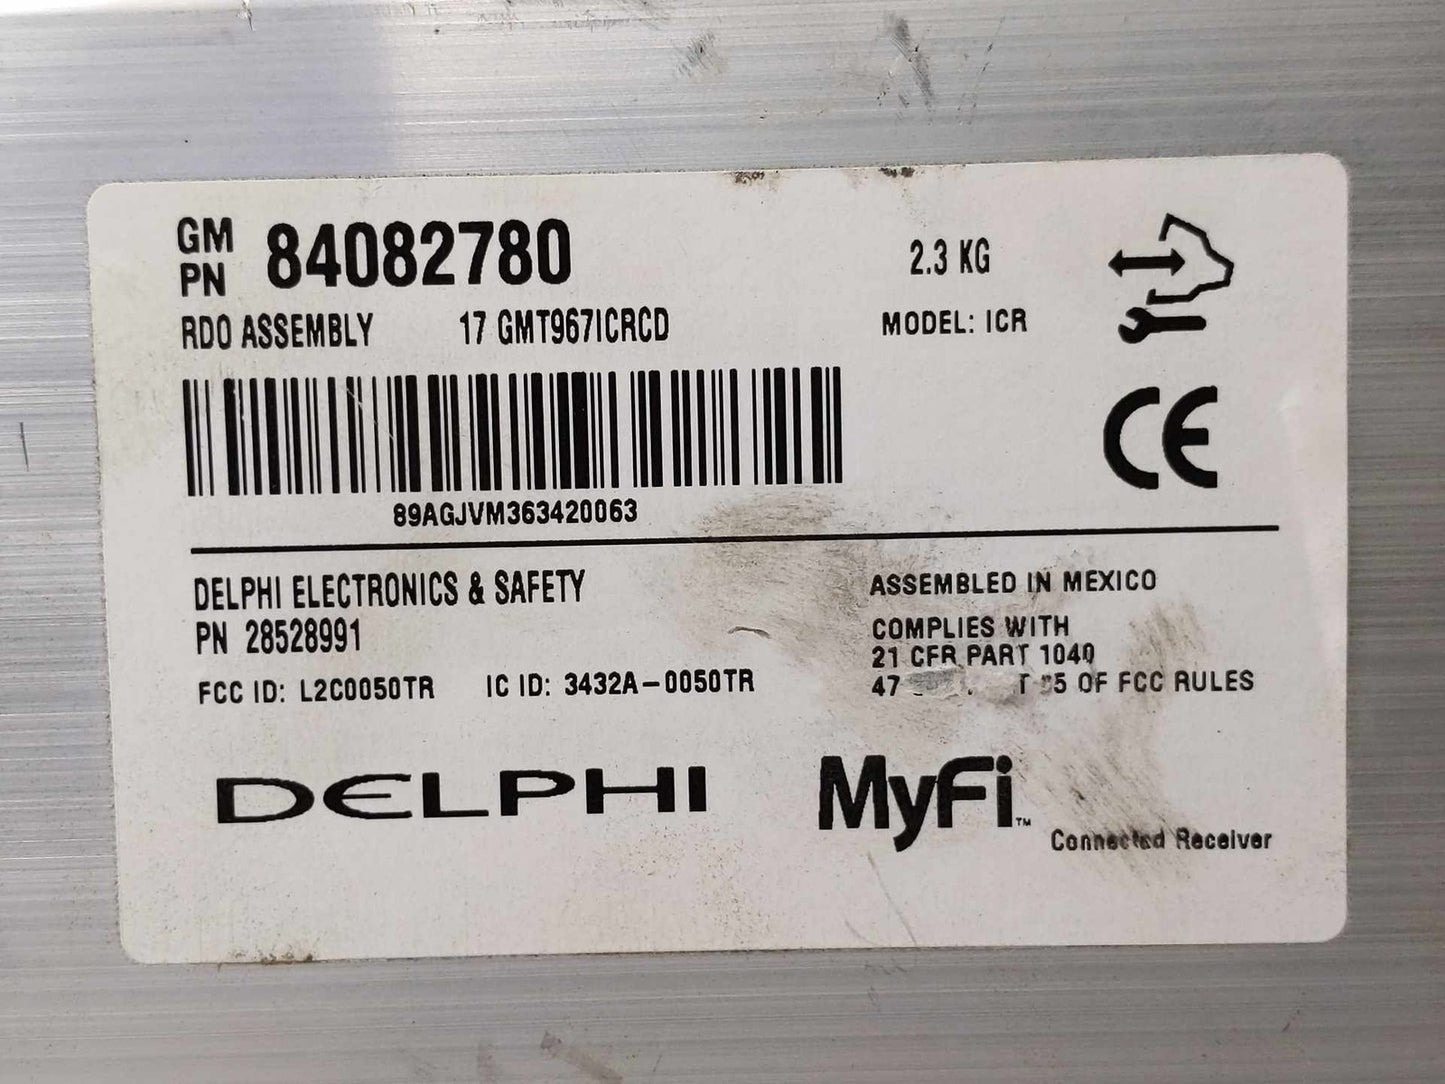 GM PN 84082780
2.3 KG
RDO ASSEMBLY 17 GMT967ICRCD
MODEL: ICR
CE
89AGJVM363420063
DELPHI ELECTRONICS & SAFETY
PN 28528991
FCC ID: L2C0050TR IC ID: 3432A-0050TR
ASSEMBLED IN MEXICO
COMPLIES WITH
21 CFR PART 1040
47 OF FCC RULES
DELPHI
MyFi™ Connected Receiver